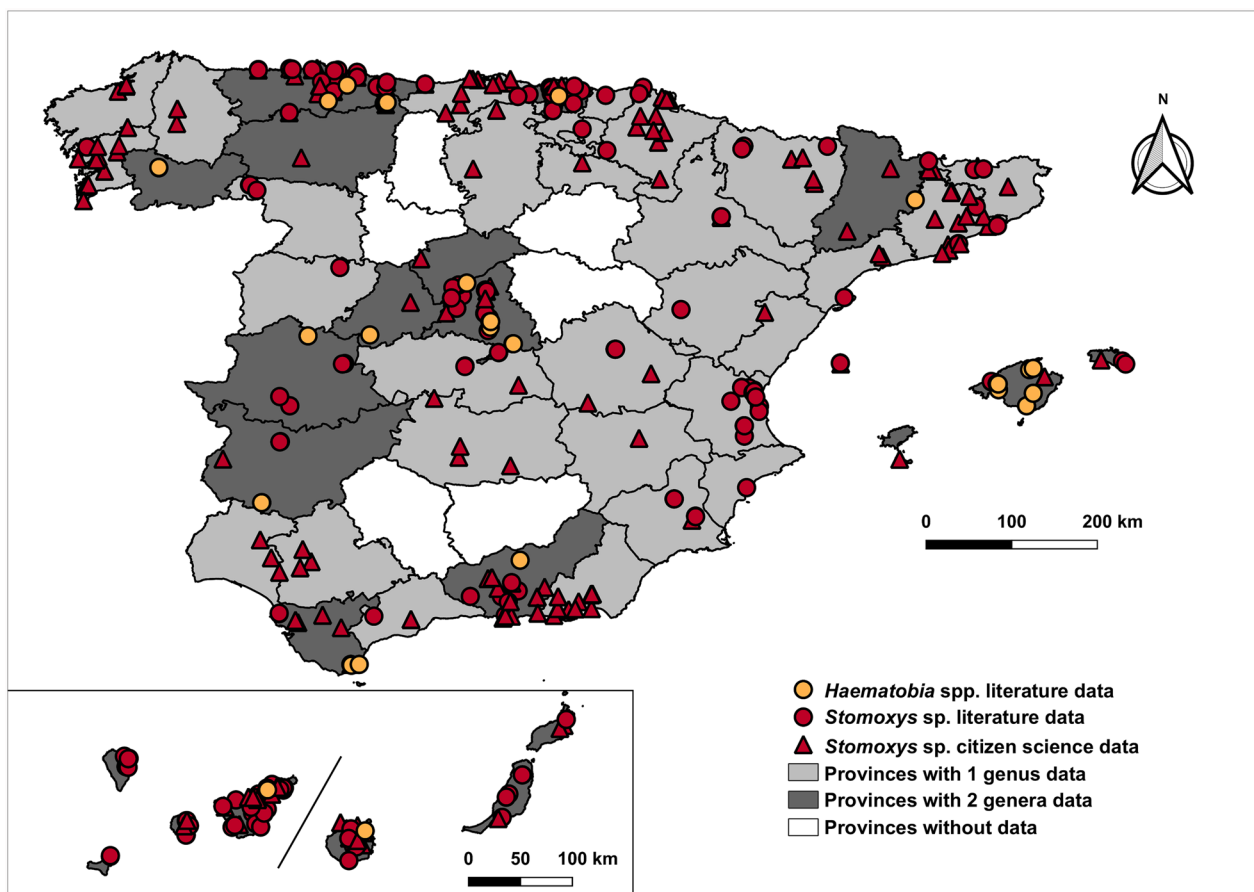 N
0 100 200 km
Haematobia spp. literature data
Stomoxys sp. literature data
Stomoxys sp. citizen science data
Provinces with 1 genus data
Provinces with 2 genera data
Provinces without data
0 50 100 km